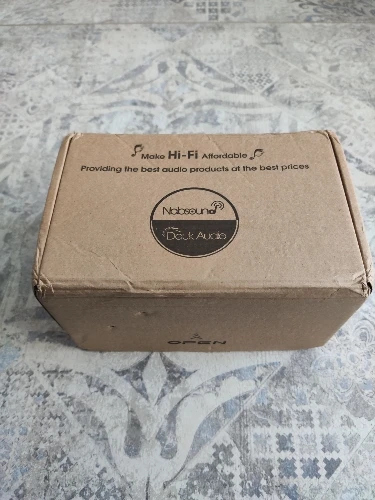 Make Hi-Fi Affordable
Providing the best audio products at the best prices
Nobsound
Douk Audio
OPEN